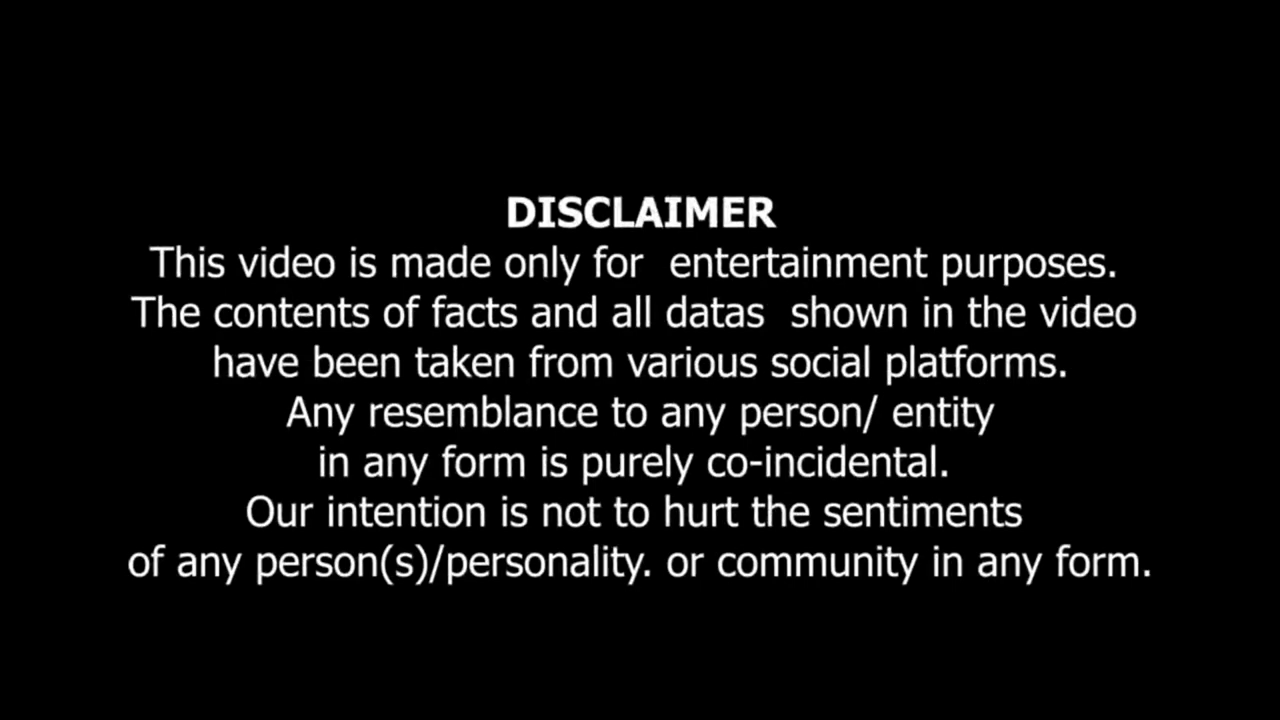 DISCLAIMER
This video is made only for  entertainment purposes.
The contents of facts and all datas  shown in the video
have been taken from various social platforms.
Any resemblance to any person/ entity
in any form is purely co-incidental.
Our intention is not to hurt the sentiments
of any person(s)/personality. or community in any form.